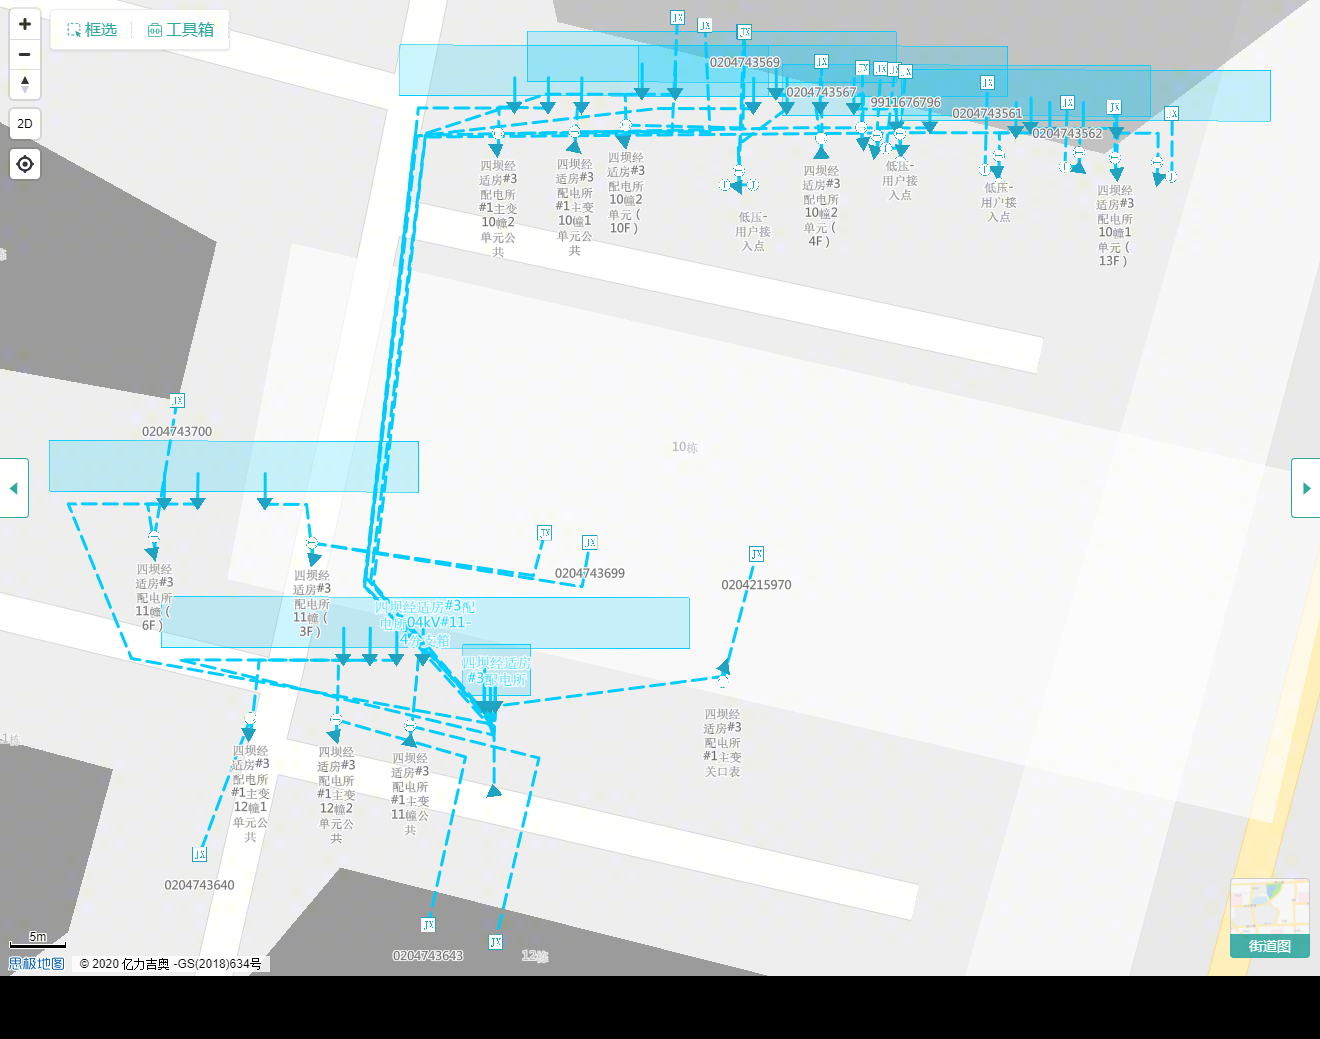 +
框选
工具箱
−
2D
JX
JX
JX
0204743569
JX
JX
JX
JX
JX
0204743567
9911676796
JX
0204743561
JX
JX
JX
0204743562
四坝经
适房#3
配电所
#1主变
10幢2
单元公
共
四坝经
适房#3
配电所
#1主变
10幢1
单元公
共
四坝经
适房#3
配电所
10幢2
单元（
10F）
低压-
用户接
入点
四坝经
适房#3
配电所
10幢2
单元（
4F）
低压-
用户接
入点
低压-
用户接
入点
四坝经
适房#3
配电所
10幢1
单元（
13F）
JX
0204743700
10栋
四坝经
适房#3
配电所
11幢（
6F）
四坝经
适房#3
配电所
11幢（
3F）
JX
JX
0204743699
JX
0204215970
四坝经适房#3配
电所04kV#11-
4分支箱
四坝经适房
#3配电所
四坝经
适房#3
配电所
#1主变
关口表
1栋
四坝经
适房#3
配电所
#1主变
12幢1
单元公
共
四坝经
适房#3
配电所
#1主变
12幢2
单元公
共
四坝经
适房#3
配电所
#1主变
11幢公
共
JX
0204743640
JX
0204743643
JX
12栋
5m
思极地图
© 2020 亿力吉奥 -GS(2018)634号
街道图